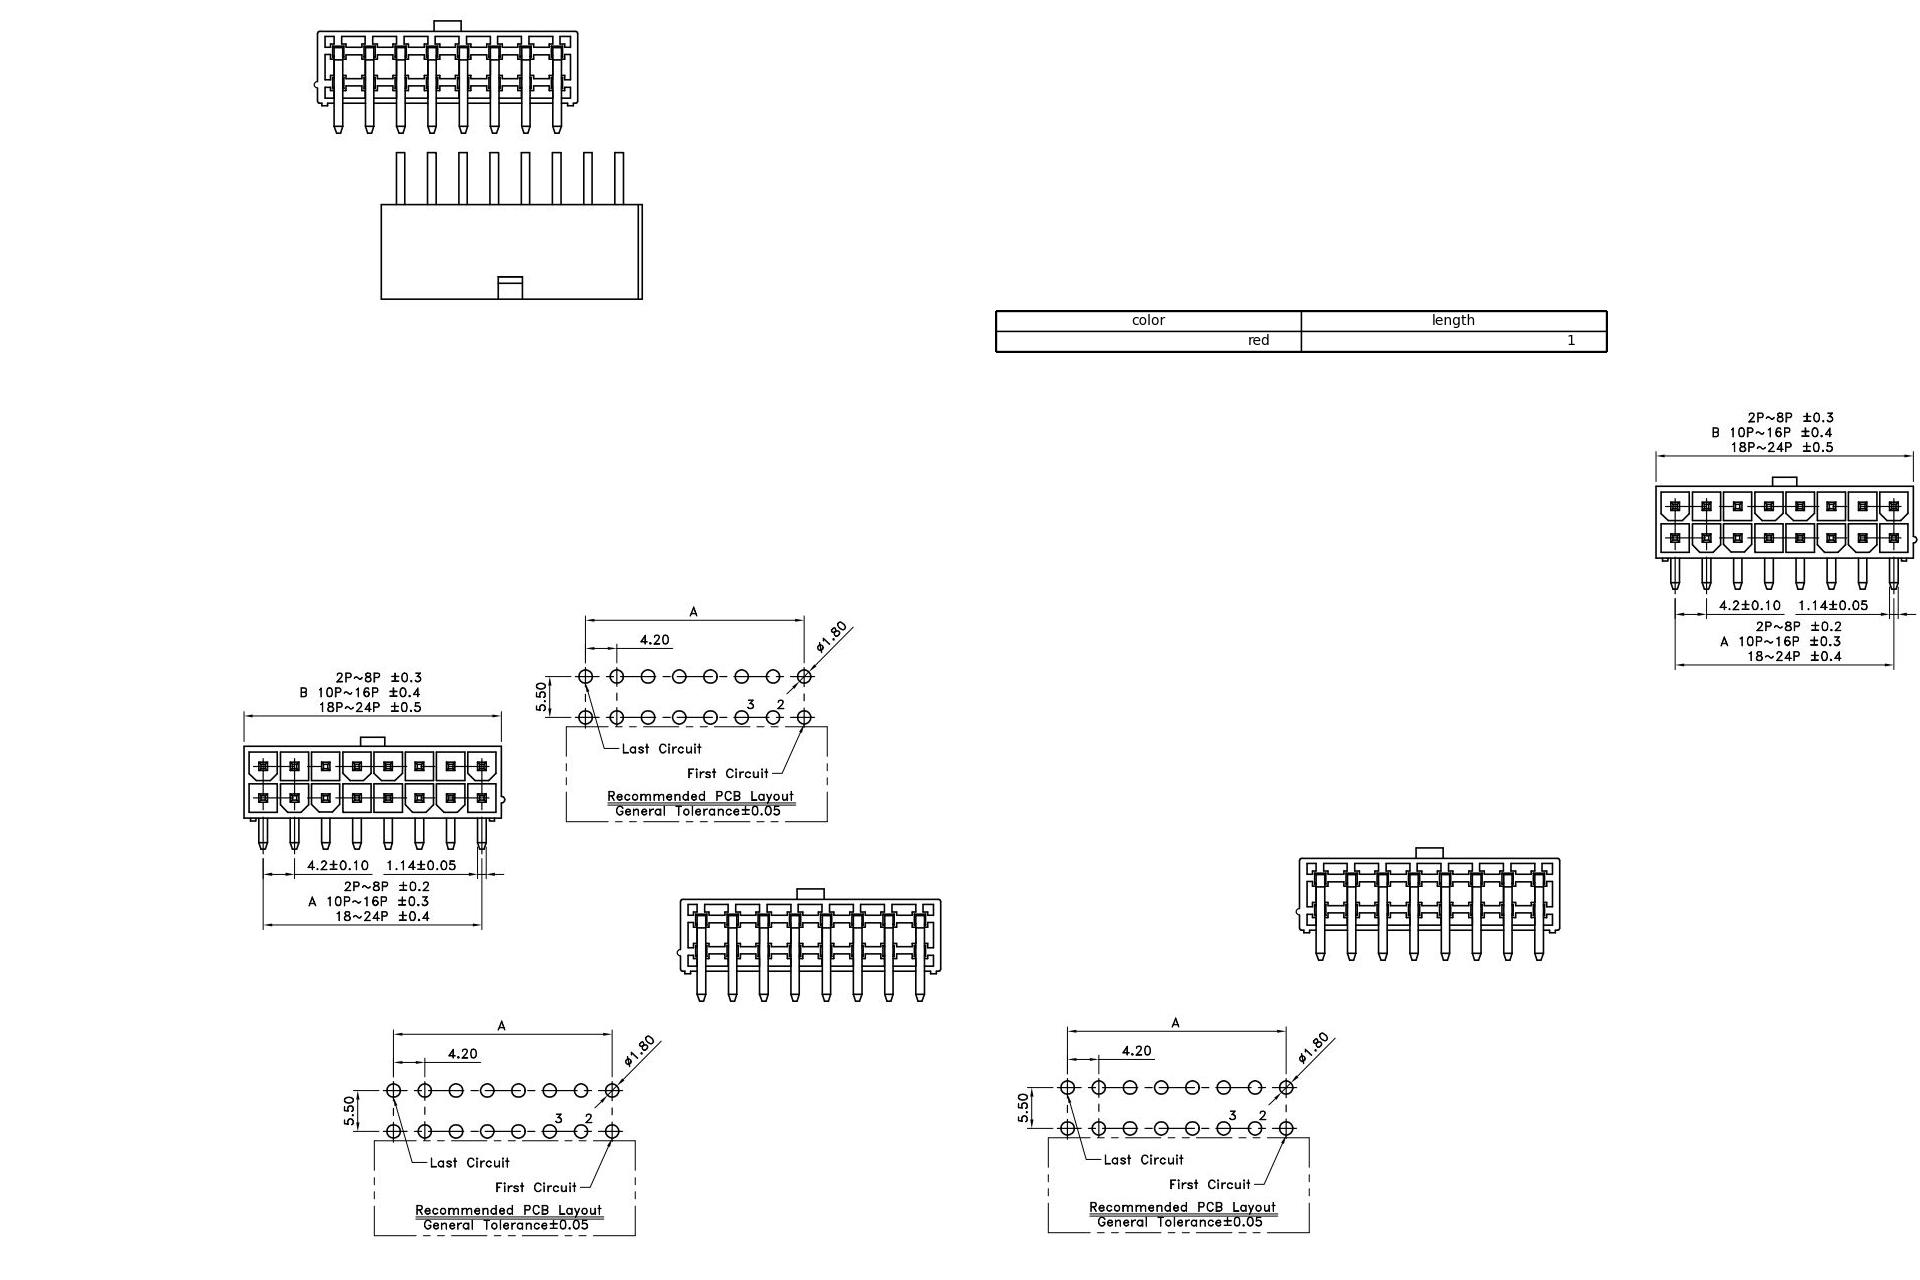 color length
red 1
2P~8P ±0.3
B 10P~16P ±0.4
18P~24P ±0.5
4.2±0.10 1.14±0.05
2P~8P ±0.2
A 10P~16P ±0.3
18~24P ±0.4
A
4.20
ø1.80
5.50
3 2
Last Circuit
First Circuit
Recommended PCB Layout
General Tolerance±0.05
2P~8P ±0.3
B 10P~16P ±0.4
18P~24P ±0.5
4.2±0.10 1.14±0.05
2P~8P ±0.2
A 10P~16P ±0.3
18~24P ±0.4
A
4.20
ø1.80
5.50
3 2
Last Circuit
First Circuit
Recommended PCB Layout
General Tolerance±0.05
A
4.20
ø1.80
5.50
3 2
Last Circuit
First Circuit
Recommended PCB Layout
General Tolerance±0.05